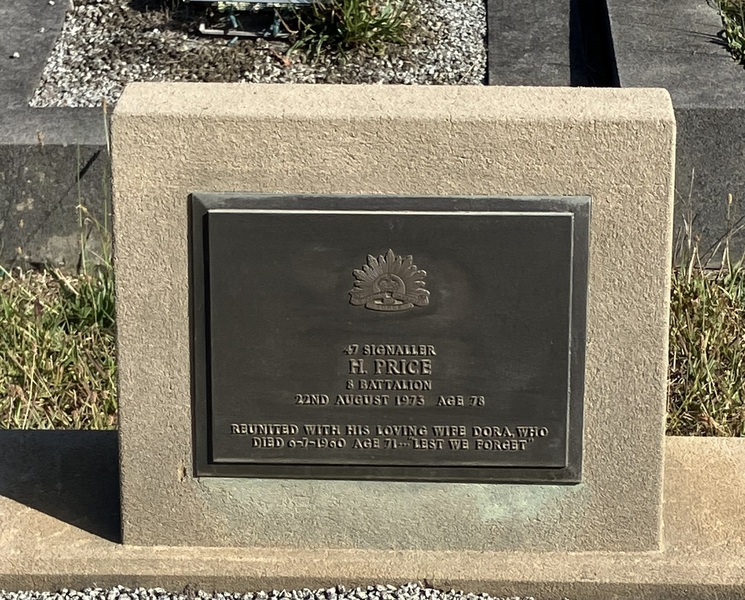 47 SIGNALLER
H. PRICE
8 BATTALION
22ND AUGUST 1973 AGE 78
REUNITED WITH HIS LOVING WIFE DORA, WHO
DIED 6-7-1960 AGE 71 --- "LEST WE FORGET"